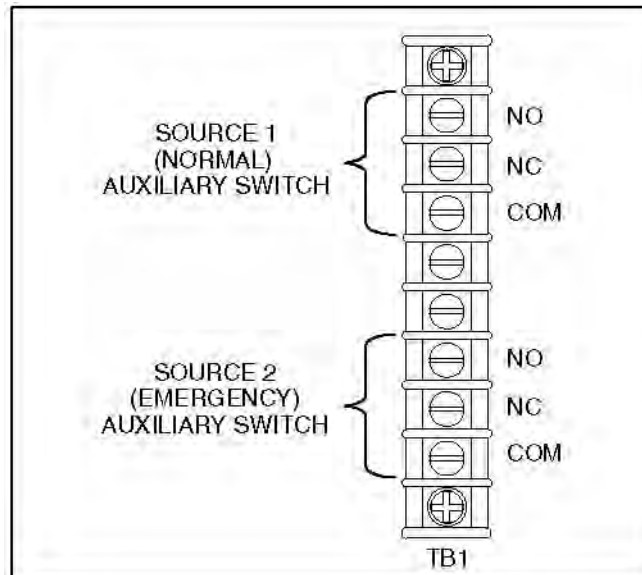 SOURCE 1
(NORMAL)
AUXILIARY SWITCH
NO
NC
COM
SOURCE 2
(EMERGENCY)
AUXILIARY SWITCH
NO
NC
COM
TB1